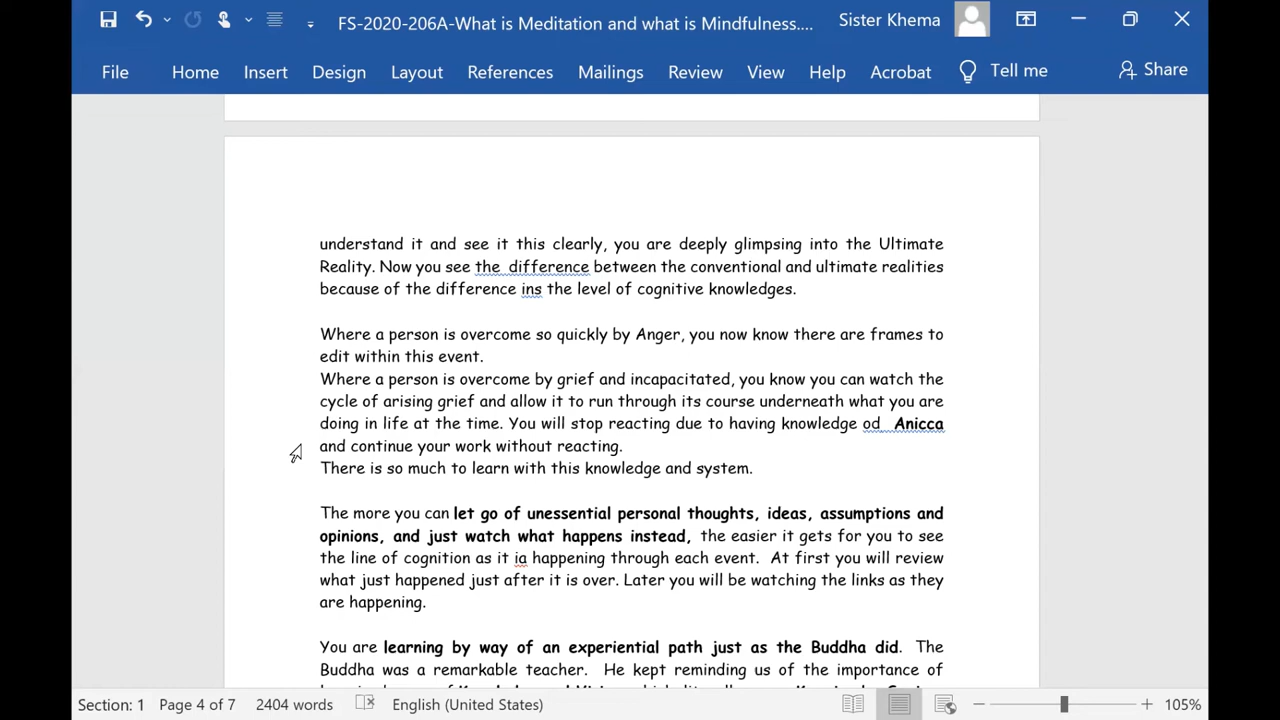 FS-2020-206A-What is Meditation and what is Mindfulness....
Sister Khema
File Home Insert Design Layout References Mailings Review View Help Acrobat Tell me Share
understand it and see it this clearly, you are deeply glimpsing into the Ultimate
Reality. Now you see the  difference between the conventional and ultimate realities
because of the difference ins the level of cognitive knowledges.
Where a person is overcome so quickly by Anger, you now know there are frames to
edit within this event.
Where a person is overcome by grief and incapacitated, you know you can watch the
cycle of arising grief and allow it to run through its course underneath what you are
doing in life at the time. You will stop reacting due to having knowledge od  Anicca
and continue your work without reacting.
There is so much to learn with this knowledge and system.
The more you can let go of unessential personal thoughts, ideas, assumptions and
opinions, and just watch what happens instead, the easier it gets for you to see
the line of cognition as it ia happening through each event.  At first you will review
what just happened just after it is over. Later you will be watching the links as they
are happening.
You are learning by way of an experiential path just as the Buddha did. The
Buddha was a remarkable teacher.  He kept reminding us of the importance of
Section: 1 Page 4 of 7 2404 words English (United States) 105%